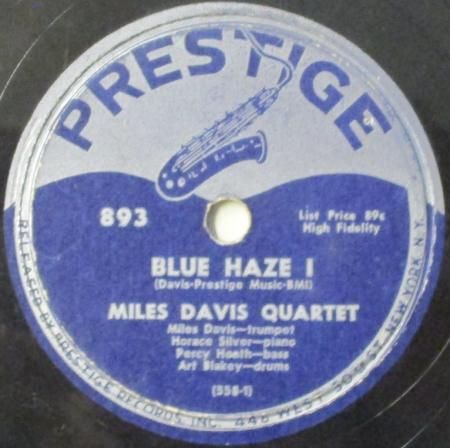 PRESTIGE
893
List Price 89c
High Fidelity
BLUE HAZE I
(Davis-Prestige Music-BMI)
MILES DAVIS QUARTET
Miles Davis—trumpet
Horace Silver—piano
Percy Heath—bass
Art Blakey—drums
(558-1)
RELEASED BY PRESTIGE RECORDS, INC. 446 WEST 50TH ST. NEW YORK, N.Y.